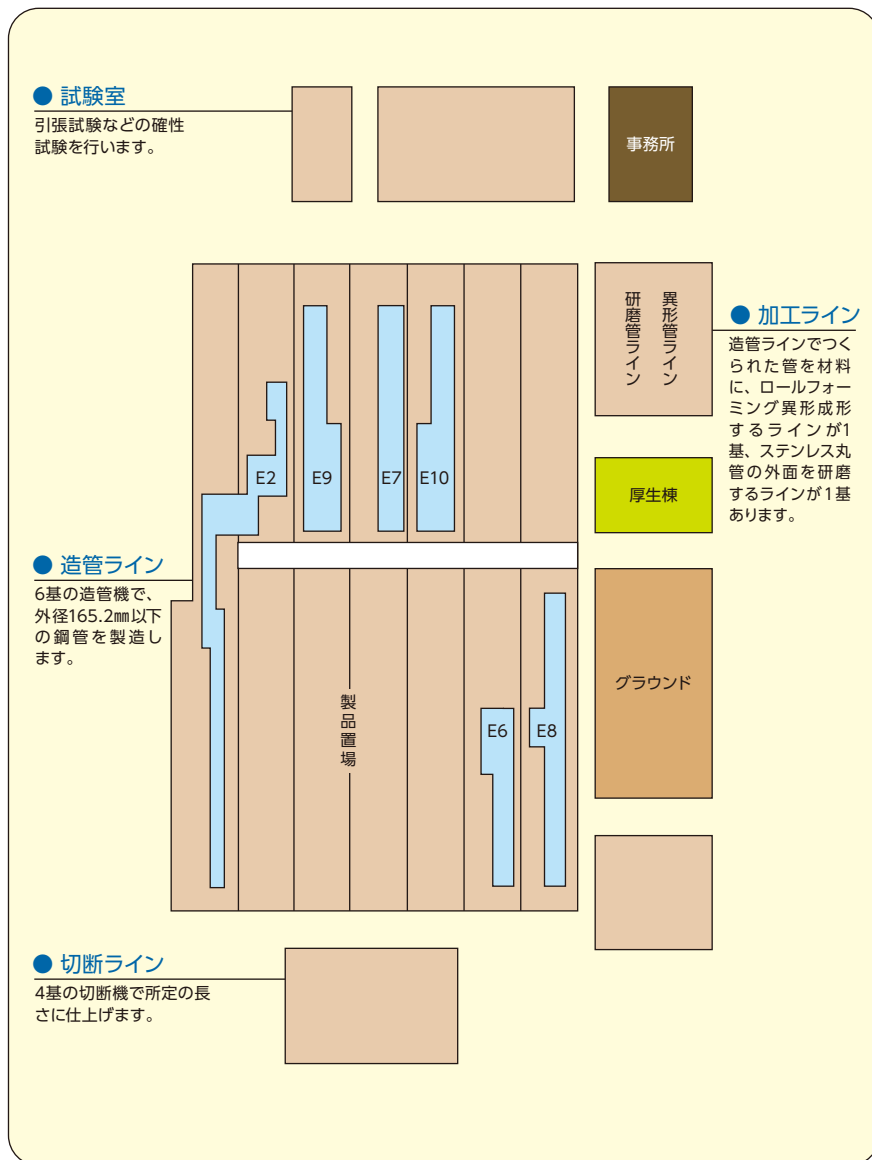 ● 試験室
引張試験などの確性
試験を行います。
事務所
異形管ライン
研磨管ライン
● 加工ライン
造管ラインでつく
られた管を材料
に、ロールフォー
ミング異形成形
するラインが1
基、ステンレス丸
管の外面を研磨
するラインが1基
あります。
E2
E9
E7
E10
厚生棟
● 造管ライン
6基の造管機で、
外径165.2㎜以下
の鋼管を製造し
ます。
グラウンド
製品置場
E6
E8
● 切断ライン
4基の切断機で所定の長
さに仕上げます。